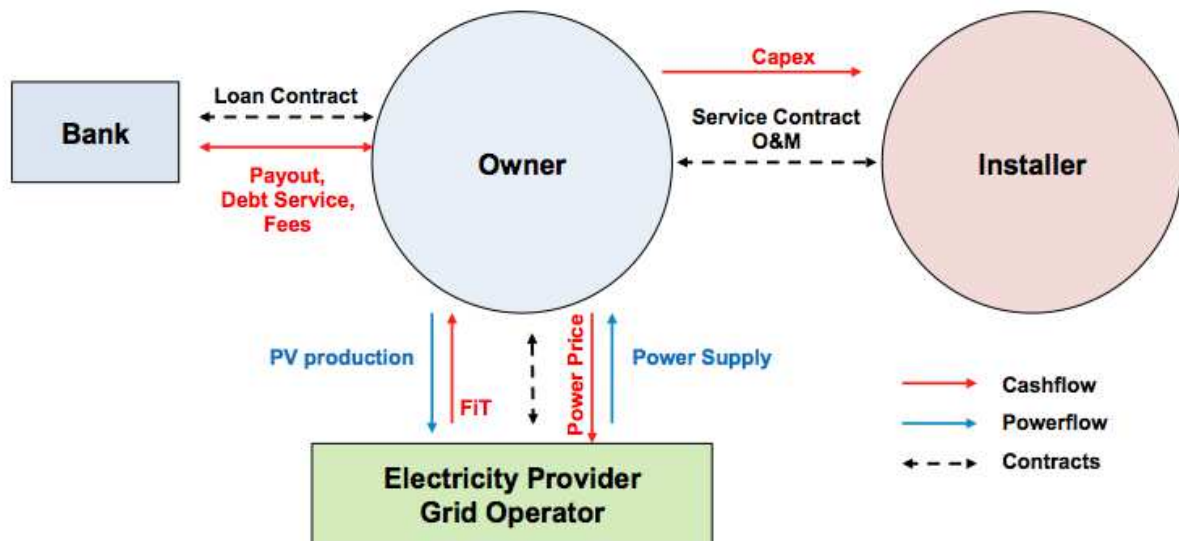 Capex
Loan Contract
Bank
Service Contract
O&M
Owner
Installer
Payout,
Debt Service,
Fees
PV production
FiT
Power Price
Power Supply
Cashflow
Powerflow
Contracts
Electricity Provider
Grid Operator